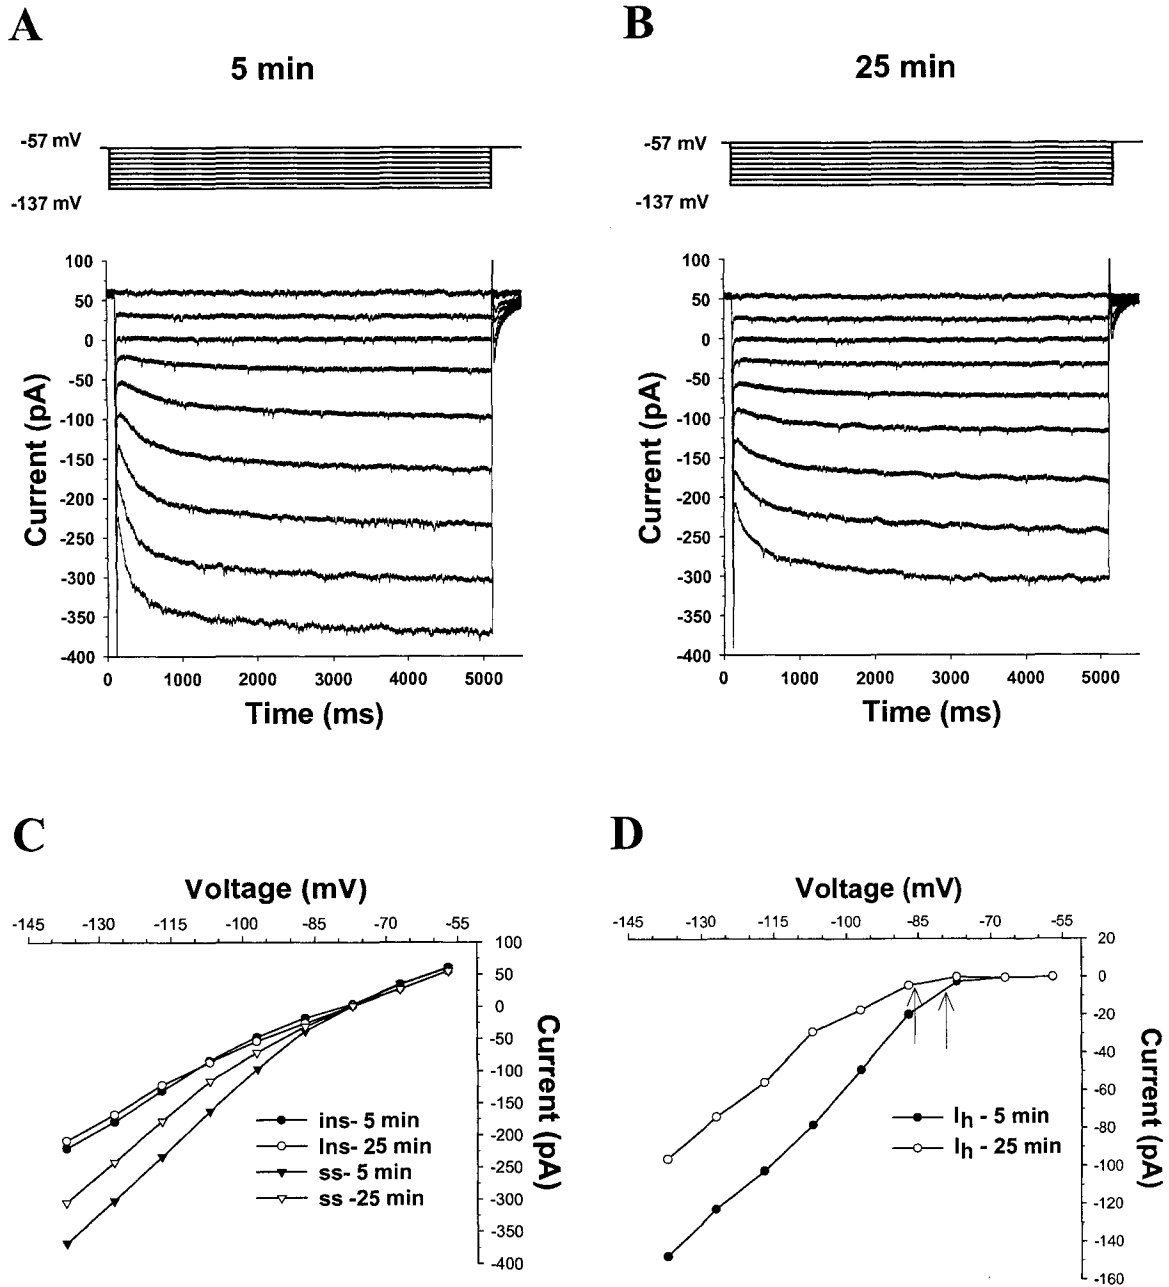 A
5 min
-57 mV
-137 mV
100
50
0
-50
-100
-150
-200
-250
-300
-350
-400
Current (pA)
0 1000 2000 3000 4000 5000
Time (ms)
B
25 min
-57 mV
-137 mV
100
50
0
-50
-100
-150
-200
-250
-300
-350
-400
Current (pA)
0 1000 2000 3000 4000 5000
Time (ms)
C
Voltage (mV)
-145 -130 -115 -100 -85 -70 -55
100
50
0
-50
-100
-150
-200
-250
-300
-350
-400
Current (pA)
ins- 5 min
Ins- 25 min
ss- 5 min
ss -25 min
D
Voltage (mV)
-145 -130 -115 -100 -85 -70 -55
20
0
-20
-40
-60
-80
-100
-120
-140
-160
Current (pA)
Ih - 5 min
Ih - 25 min